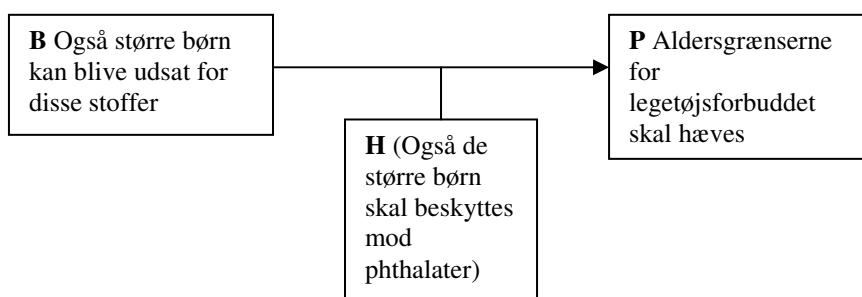 B Også større børn
kan blive udsat for
disse stoffer
P Aldersgrænserne
for
legetøjsforbuddet
skal hæves
H (Også de
større børn
skal beskyttes
mod
phthalater)